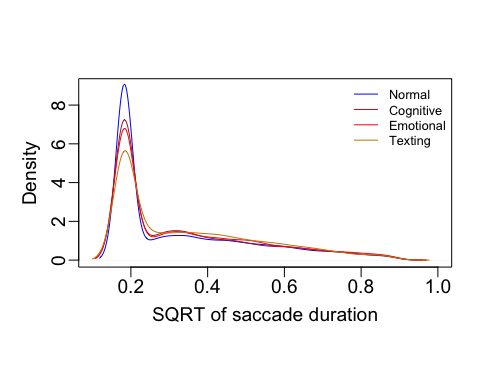 Normal
Cognitive
Emotional
Texting
Density
0
2
4
6
8
0.2 0.4 0.6 0.8 1.0
SQRT of saccade duration